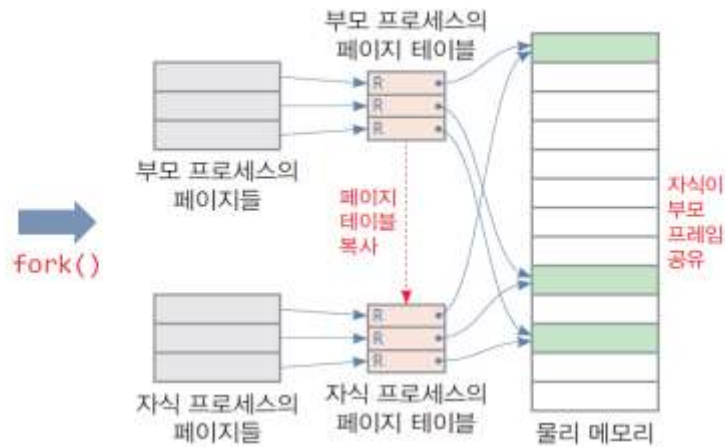 부모 프로세스의
페이지 테이블
R
R
R
부모 프로세스의
페이지들
fork()
페이지
테이블
복사
자식이
부모
프레임
공유
R
R
R
자식 프로세스의
페이지들
자식 프로세스의
페이지 테이블
물리 메모리